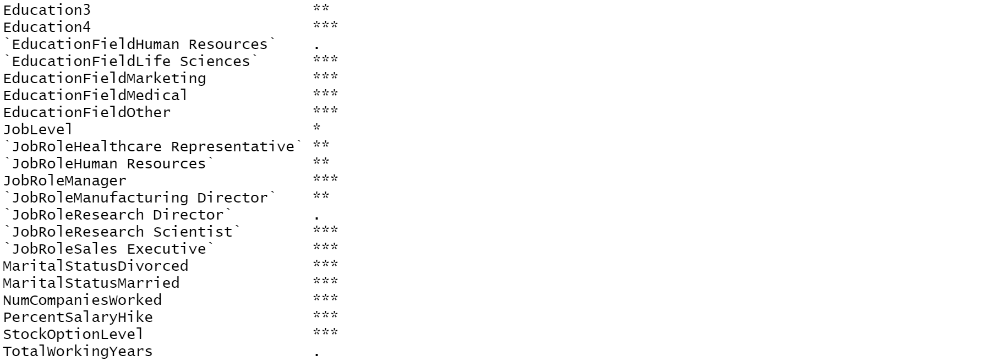 Education3 **
Education4 ***
`EducationFieldHuman Resources` .
`EducationFieldLife Sciences` ***
EducationFieldMarketing ***
EducationFieldMedical ***
EducationFieldOther ***
JobLevel *
`JobRoleHealthcare Representative` **
`JobRoleHuman Resources` **
JobRoleManager ***
`JobRoleManufacturing Director` **
`JobRoleResearch Director` .
`JobRoleResearch Scientist` ***
`JobRoleSales Executive` ***
MaritalStatusDivorced ***
MaritalStatusMarried ***
NumCompaniesWorked ***
PercentSalaryHike ***
StockOptionLevel ***
TotalWorkingYears .